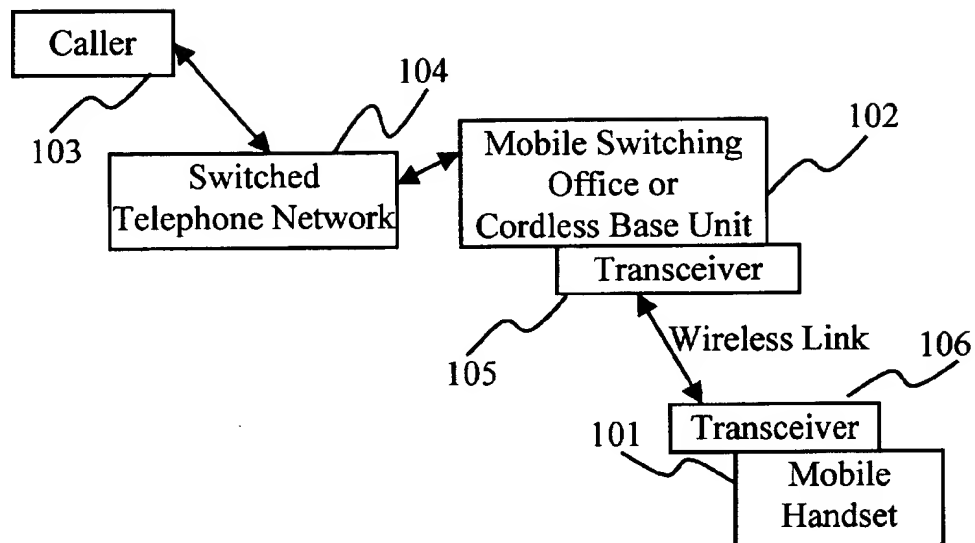 Caller
104
102
103
Switched
Telephone Network
Mobile Switching
Office or
Cordless Base Unit
Transceiver
Wireless Link
105
106
101
Transceiver
Mobile
Handset